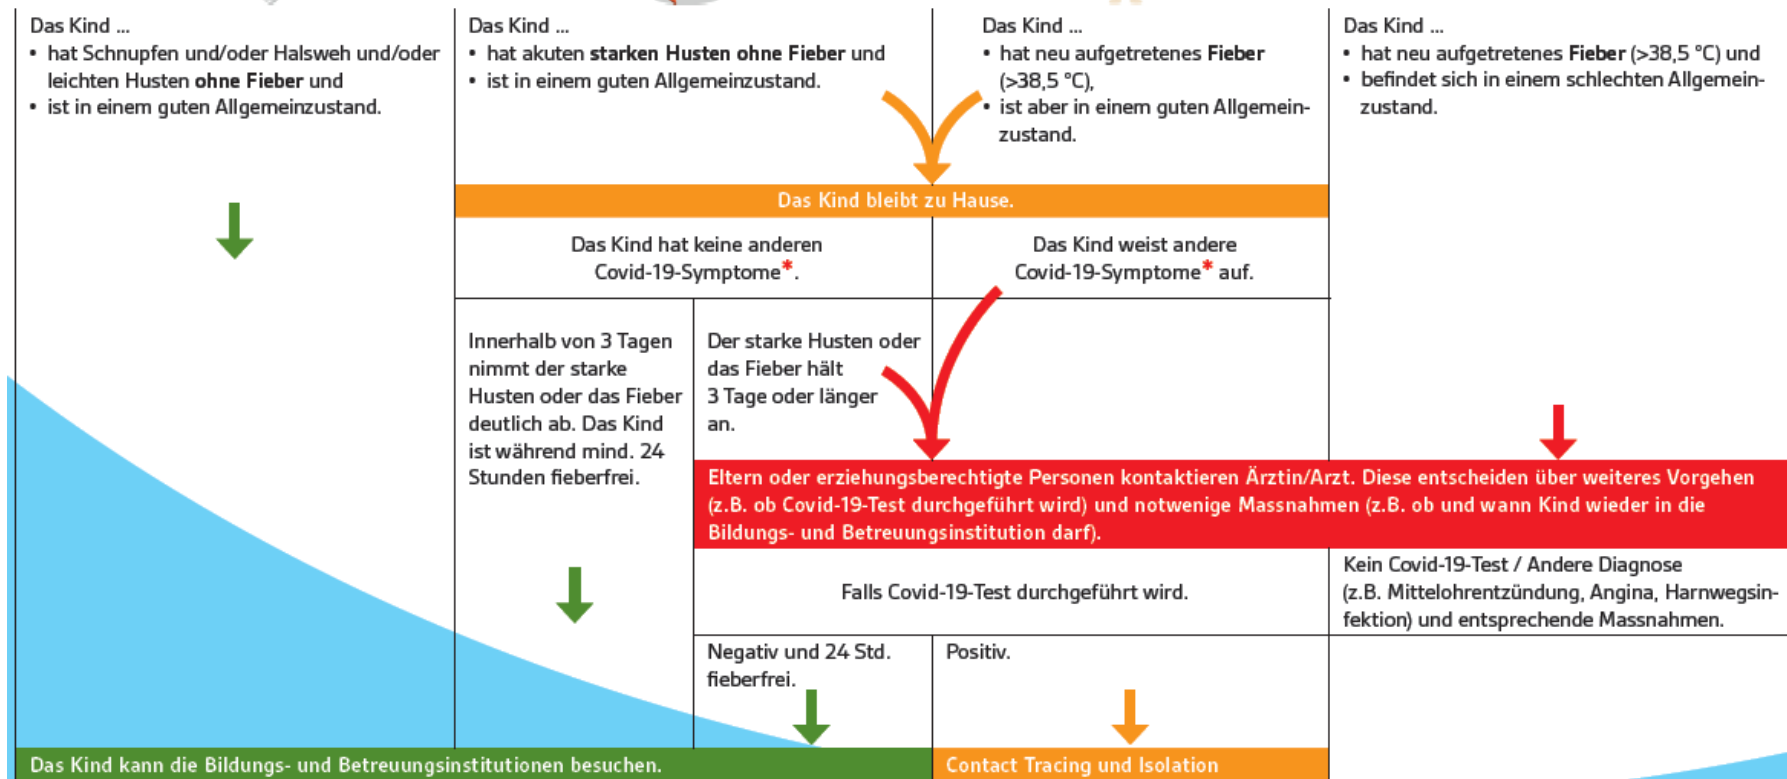 Das Kind ...
• hat Schnupfen und/oder Halsweh und/oder
leichten Husten ohne Fieber und
• ist in einem guten Allgemeinzustand.
Das Kind ...
• hat akuten starken Husten ohne Fieber und
• ist in einem guten Allgemeinzustand.
Das Kind ...
• hat neu aufgetretenes Fieber
(>38,5 °C),
• ist aber in einem guten Allgemein-
zustand.
Das Kind ...
• hat neu aufgetretenes Fieber (>38,5 °C) und
• befindet sich in einem schlechten Allgemein-
zustand.
Das Kind bleibt zu Hause.
Das Kind hat keine anderen
Covid-19-Symptome*.
Das Kind weist andere
Covid-19-Symptome* auf.
Innerhalb von 3 Tagen
nimmt der starke
Husten oder das Fieber
deutlich ab. Das Kind
ist während mind. 24
Stunden fieberfrei.
Der starke Husten oder
das Fieber hält
3 Tage oder länger
an.
Eltern oder erziehungsberechtigte Personen kontaktieren Ärztin/Arzt. Diese entscheiden über weiteres Vorgehen
(z.B. ob Covid-19-Test durchgeführt wird) und notwenige Massnahmen (z.B. ob und wann Kind wieder in die
Bildungs- und Betreuungsinstitution darf).
Falls Covid-19-Test durchgeführt wird.
Kein Covid-19-Test / Andere Diagnose
(z.B. Mittelohrentzündung, Angina, Harnwegsin-
fektion) und entsprechende Massnahmen.
Negativ und 24 Std.
fieberfrei.
Positiv.
Das Kind kann die Bildungs- und Betreuungsinstitutionen besuchen.
Contact Tracing und Isolation